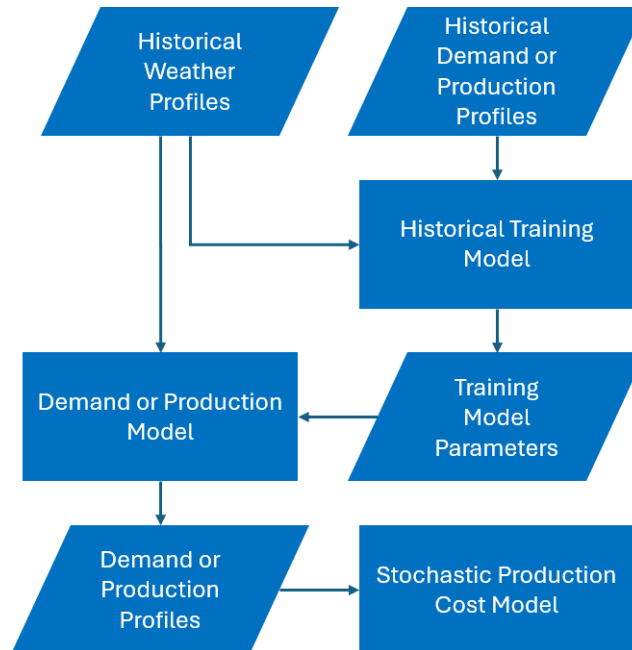 Historical
Weather
Profiles
Historical
Demand or
Production
Profiles
Historical Training
Model
Demand or Production
Model
Training
Model
Parameters
Demand or
Production
Profiles
Stochastic Production
Cost Model